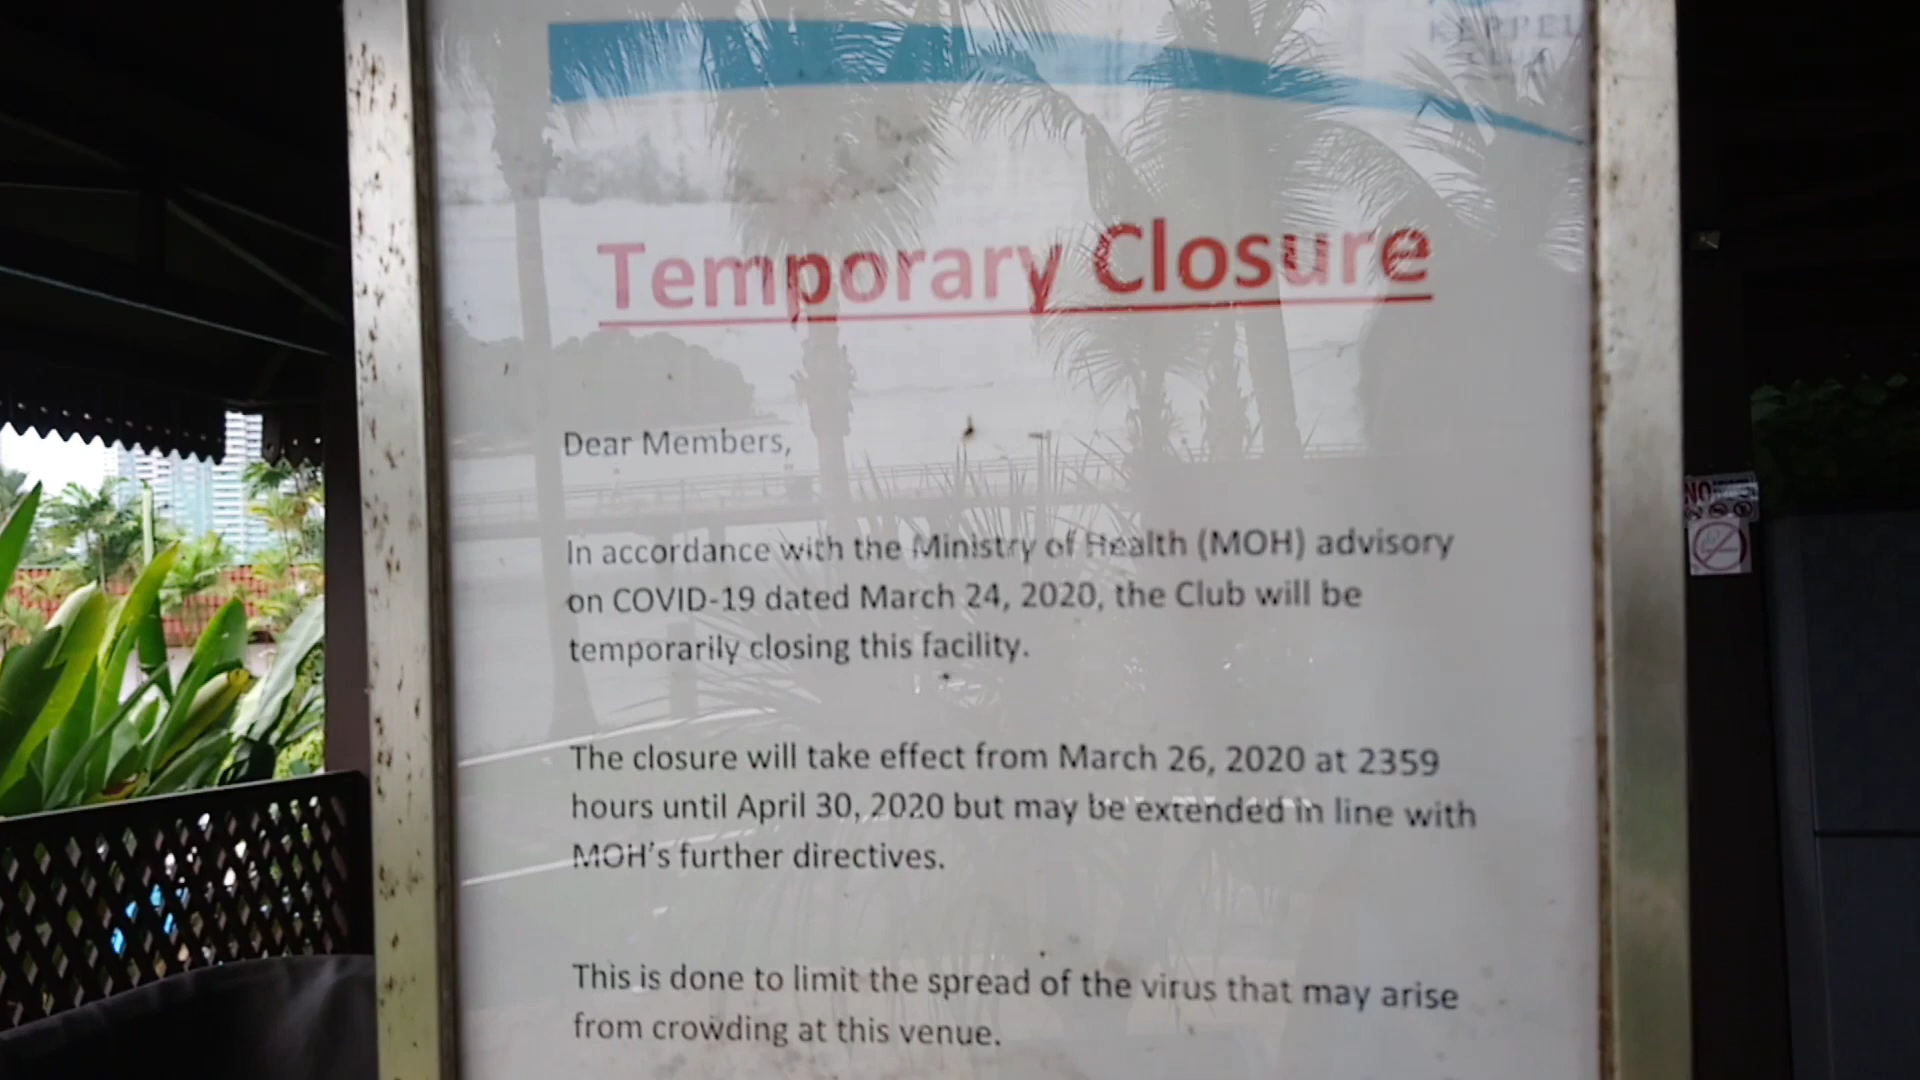 KEPPEL
CLUB
Temporary Closure
Dear Members,
In accordance with the Ministry of Health (MOH) advisory
on COVID-19 dated March 24, 2020, the Club will be
temporarily closing this facility.
The closure will take effect from March 26, 2020 at 2359
hours until April 30, 2020 but may be extended in line with
MOH's further directives.
This is done to limit the spread of the virus that may arise
from crowding at this venue.
NO